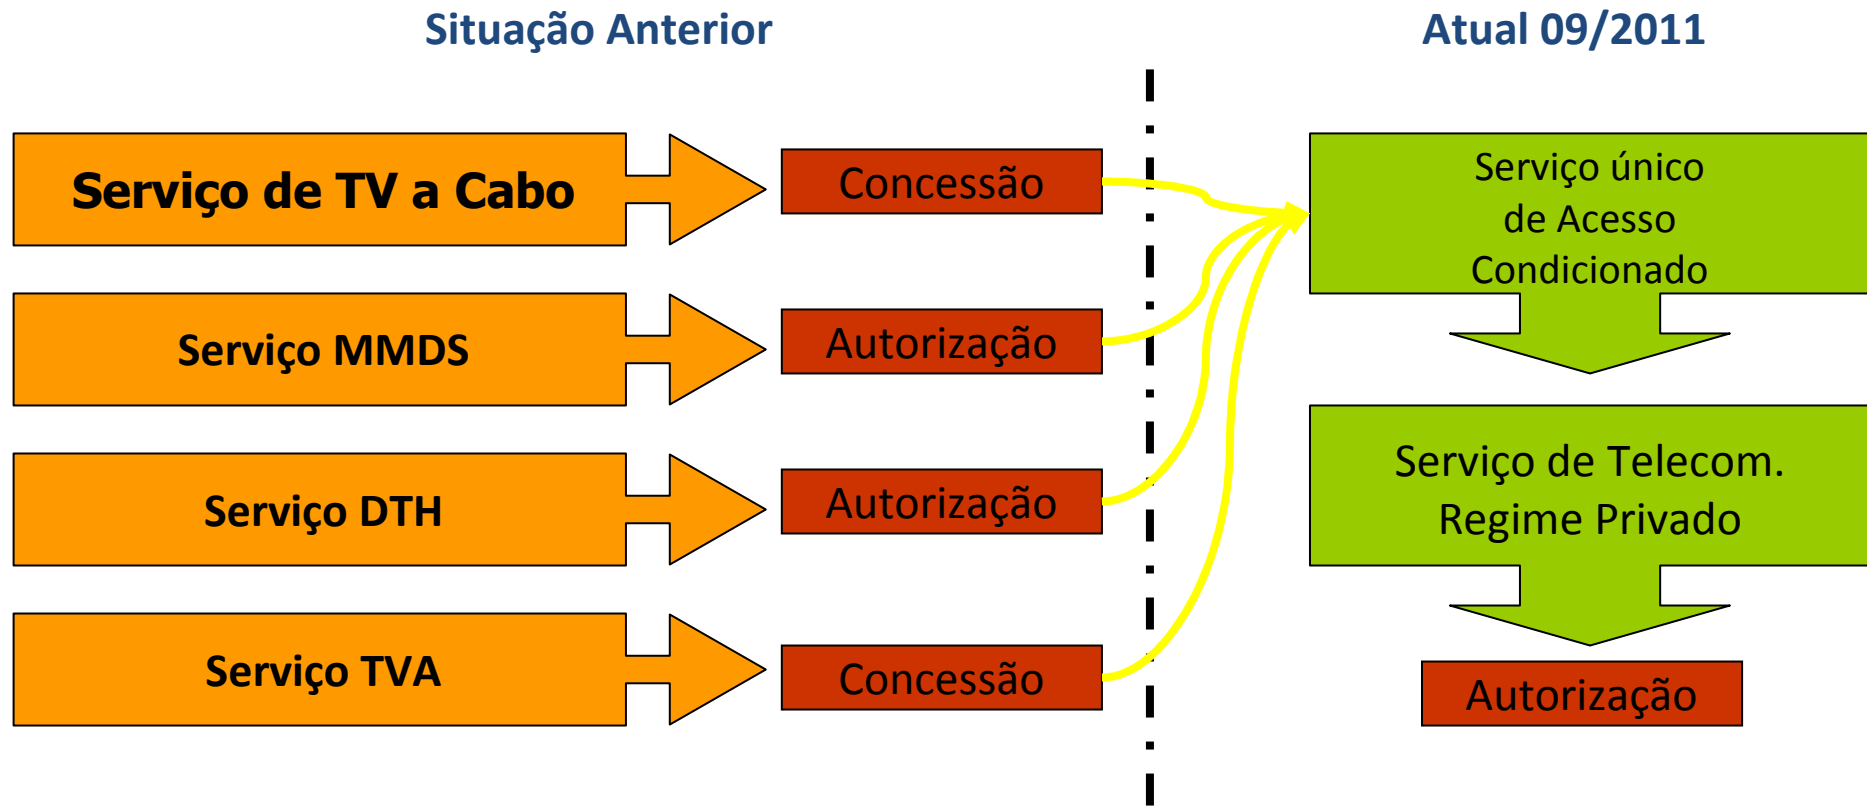 Situação Anterior
Atual 09/2011
Serviço de TV a Cabo
Concessão
Serviço MMDS
Autorização
Serviço DTH
Autorização
Serviço TVA
Concessão
Serviço único
de Acesso
Condicionado
Serviço de Telecom.
Regime Privado
Autorização